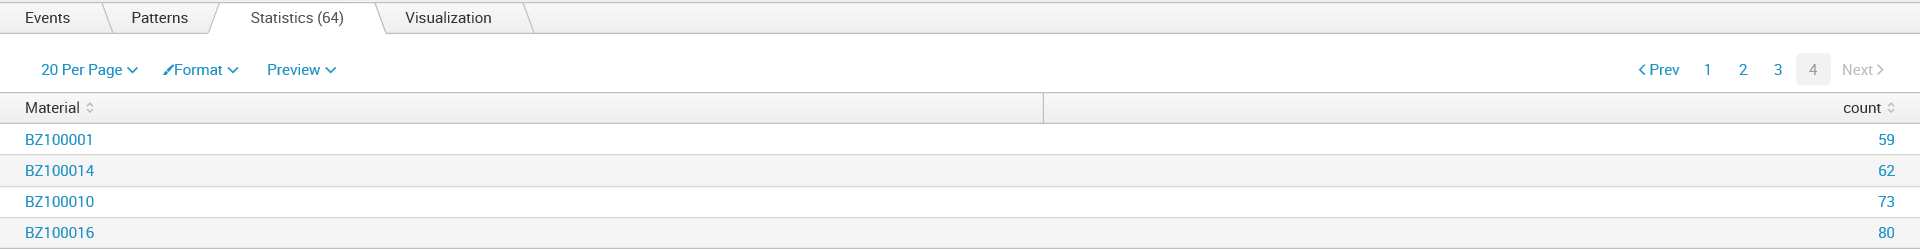 Events Patterns Statistics (64) Visualization
20 Per Page Format Preview Prev 1 2 3 4 Next
Material count
BZ100001 59
BZ100014 62
BZ100010 73
BZ100016 80